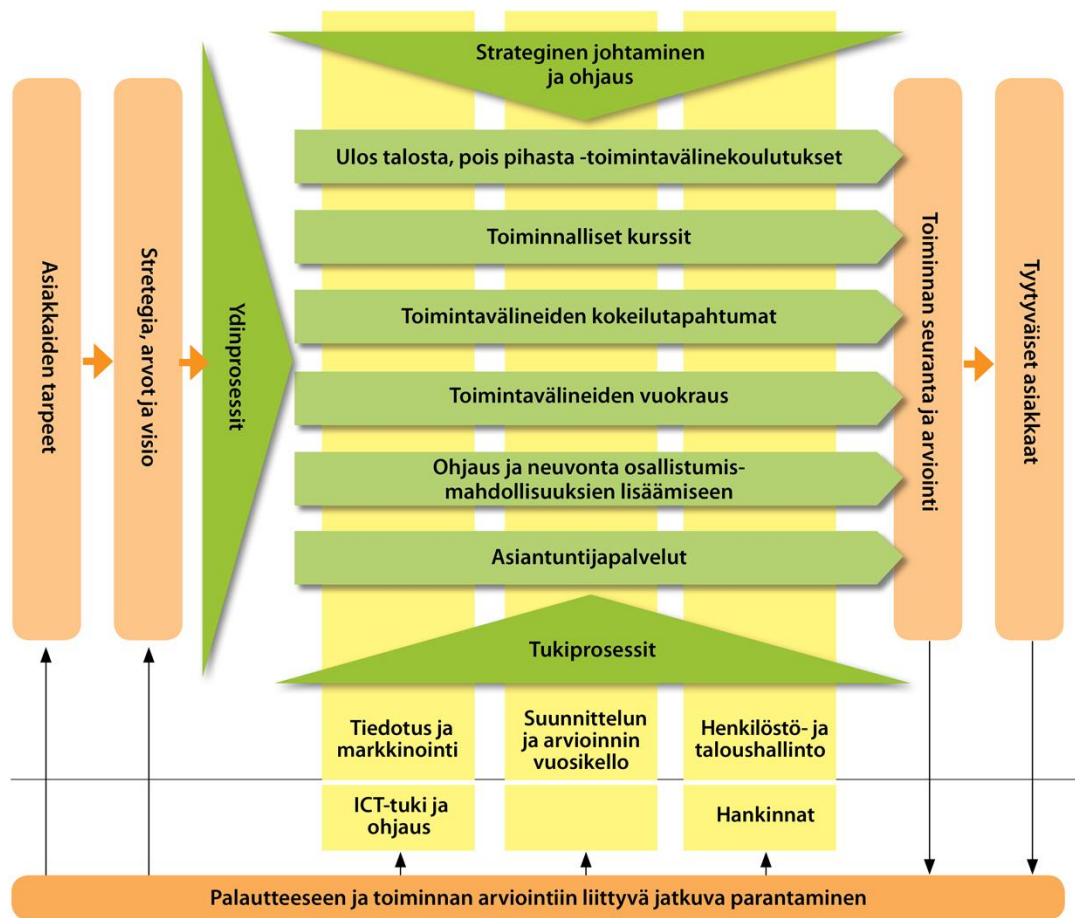 Strateginen johtaminen
ja ohjaus
Asiakkaiden tarpeet
Stretegia, arvot ja visio
Ydinprosessit
Ulos talosta, pois pihasta -toimintavälinekoulutukset
Toiminnalliset kurssit
Toimintavälineiden kokeilutapahtumat
Toimintavälineiden vuokraus
Ohjaus ja neuvonta osallistumis-
mahdollisuuksien lisäämiseen
Asiantuntijapalvelut
Toiminnan seuranta ja arviointi
Tyytyväiset asiakkaat
Tukiprosessit
Tiedotus ja
markkinointi
Suunnittelun
ja arvioinnin
vuosikello
Henkilöstö- ja
taloushallinto
ICT-tuki ja
ohjaus
Hankinnat
Palautteeseen ja toiminnan arviointiin liittyvä jatkuva parantaminen